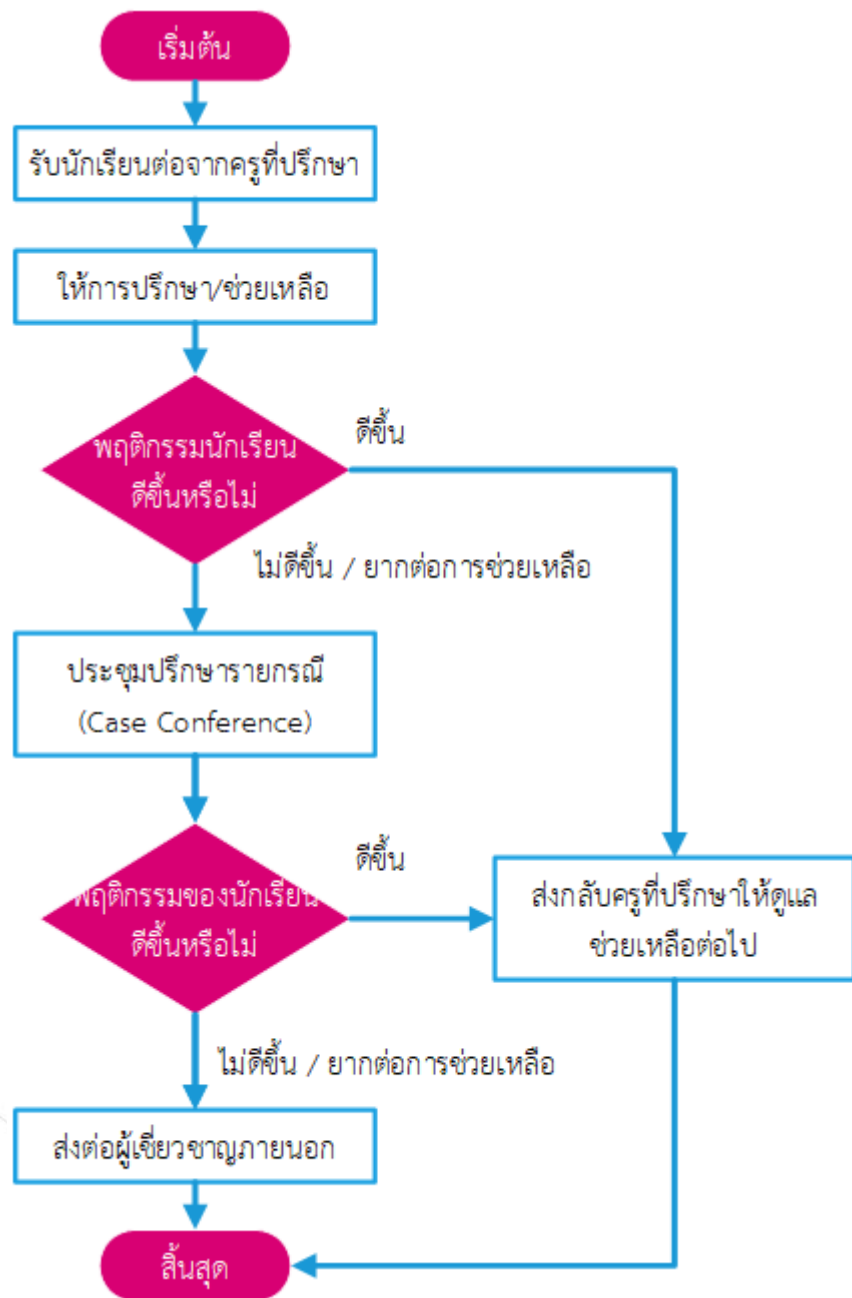 เริ่มต้น
รับนักเรียนต่อจากครูที่ปรึกษา
ให้การปรึกษา/ช่วยเหลือ
พฤติกรรมนักเรียน
ดีขึ้นหรือไม่
ดีขึ้น
ไม่ดีขึ้น / ยากต่อการช่วยเหลือ
ประชุมปรึกษารายกรณี
(Case Conference)
พฤติกรรมของนักเรียน
ดีขึ้นหรือไม่
ดีขึ้น
ส่งกลับครูที่ปรึกษาให้ดูแล
ช่วยเหลือต่อไป
ไม่ดีขึ้น / ยากต่อการช่วยเหลือ
ส่งต่อผู้เชี่ยวชาญภายนอก
สิ้นสุด